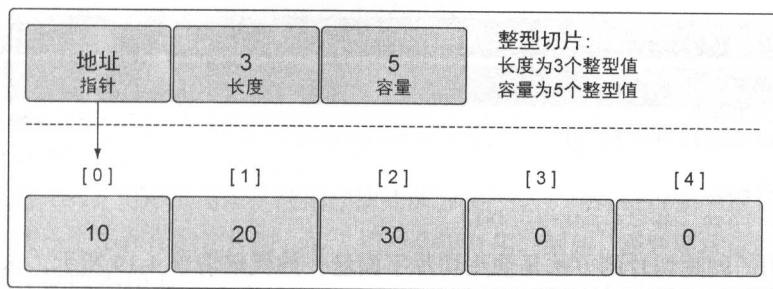 地址 3 5 整型切片：
指针 长度 容量 长度为3个整型值
容量为5个整型值
[0] [1] [2] [3] [4]
10 20 30 0 0